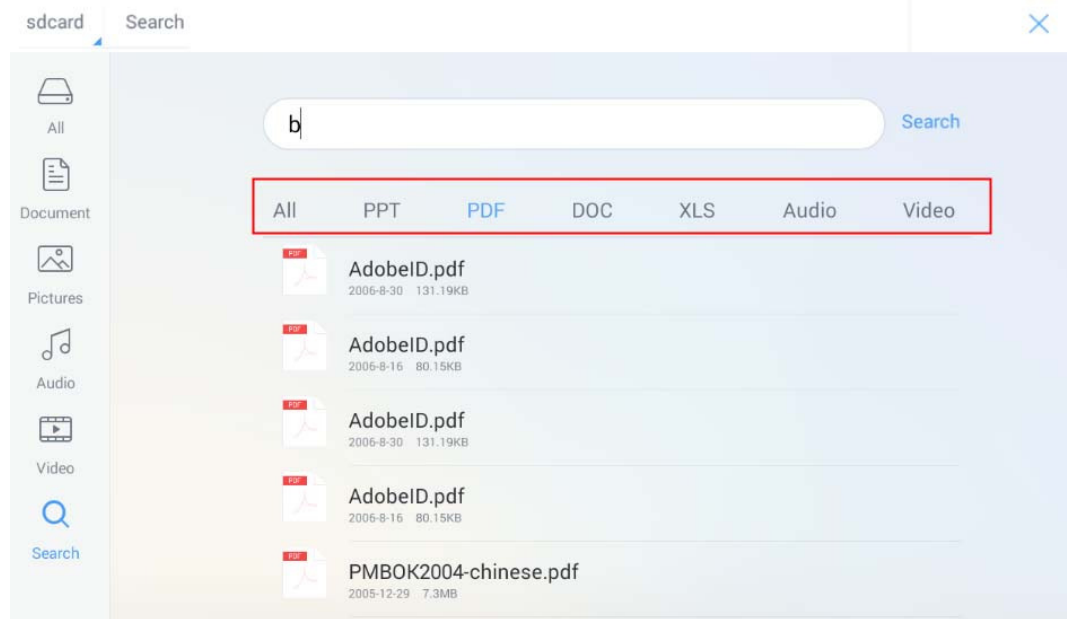 sdcard Search
All
Document
Pictures
Audio
Video
Search
b Search
All PPT PDF DOC XLS Audio Video
PDF
AdobeID.pdf
2006-8-30 131.19KB
PDF
AdobeID.pdf
2006-8-16 80.15KB
PDF
AdobeID.pdf
2006-8-30 131.19KB
PDF
AdobeID.pdf
2006-8-16 80.15KB
PDF
PMBOK2004-chinese.pdf
2005-12-29 7.3MB